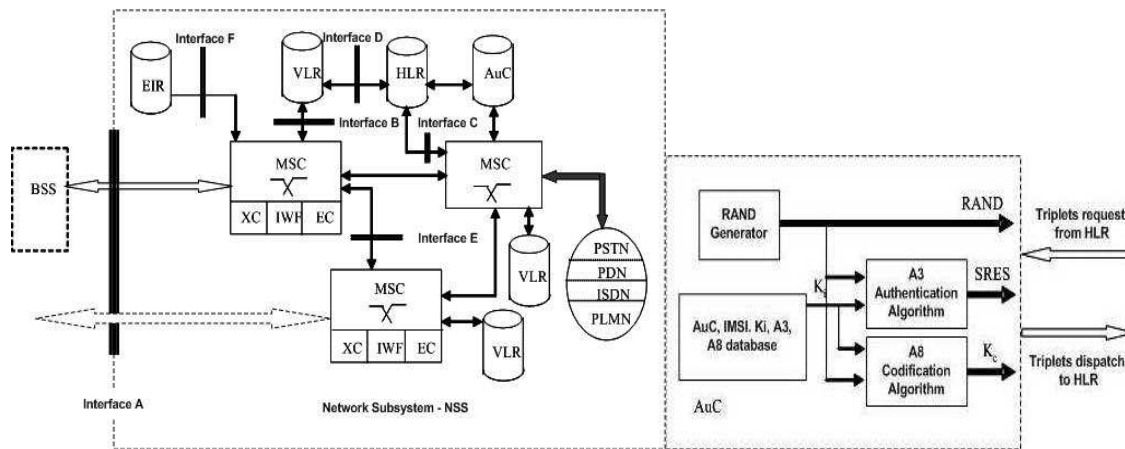 Interface F
Interface D
EIR
VLR
HLR
AuC
Interface B
Interface C
BSS
MSC
XC IWF EC
MSC
Interface E
VLR
PSTN
PDN
ISDN
PLMN
MSC
XC IWF EC
VLR
Interface A
Network Subsystem - NSS
RAND
Generator
RAND
Triplets request
from HLR
Ki
A3
Authentication
Algorithm
SRES
AuC, IMSI. Ki, A3,
A8 database
A8
Codification
Algorithm
Kc
Triplets dispatch
to HLR
AuC